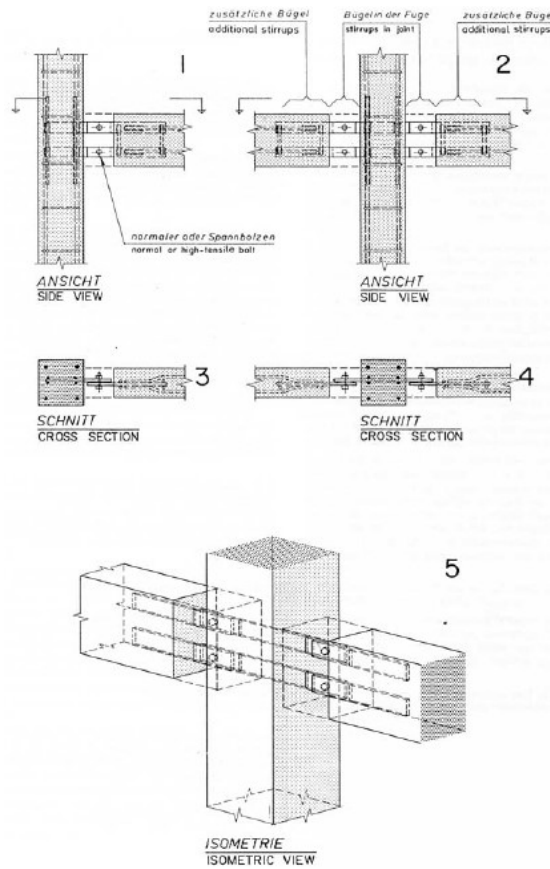 zusätzliche Bügel
additional stirrups
Bügel in der Fuge
stirrups in joint
zusätzliche Bügel
additional stirrups
1
2
normaler oder Spannbolzen
normal or high-tensile bolt
ANSICHT
SIDE VIEW
ANSICHT
SIDE VIEW
3
4
SCHNITT
CROSS SECTION
SCHNITT
CROSS SECTION
5
ISOMETRIE
ISOMETRIC VIEW